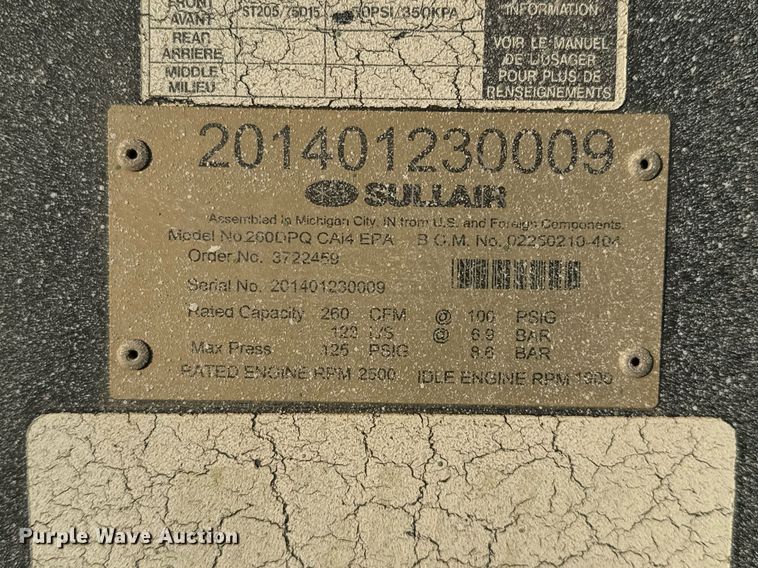 FRONT AVANT ST205/75D15 50PSI/350KPA
REAR ARRIERE
MIDDLE MILIEU
INFORMATION
VOIR LE MANUEL
DE L'USAGER
POUR PLUS DE
RENSEIGNEMENTS
201401230009
SULLAIR
Assembled in Michigan City, IN from U.S. and Foreign Components.
Model No.260DPQ CAI4 EPA B.O.M. No. 02250210-404
Order No. 3722459
Serial No. 201401230009
Rated Capacity 260 CFM @ 100 PSIG
123 L/S @ 6.9 BAR
Max Press 125 PSIG 8.6 BAR
RATED ENGINE RPM 2500 IDLE ENGINE RPM 1900
Purple Wave Auction